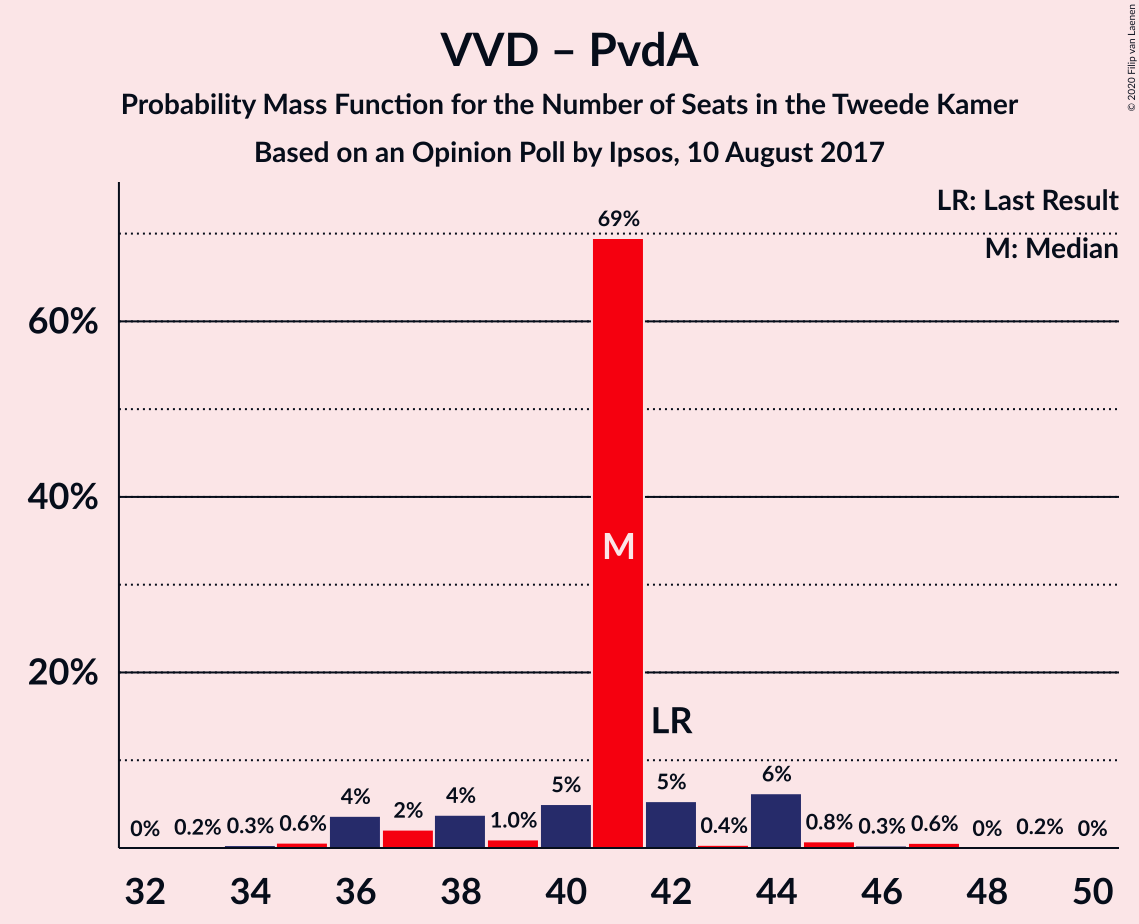 VVD – PvdA
Probability Mass Function for the Number of Seats in the Tweede Kamer
Based on an Opinion Poll by Ipsos, 10 August 2017
© 2020 Filip van Laenen
LR: Last Result
M: Median
60%
40%
20%
0%
0.2%
0.3%
0.6%
4%
2%
4%
1.0%
5%
69%
M
LR
5%
0.4%
6%
0.8%
0.3%
0.6%
0%
0.2%
0%
32 34 36 38 40 42 44 46 48 50